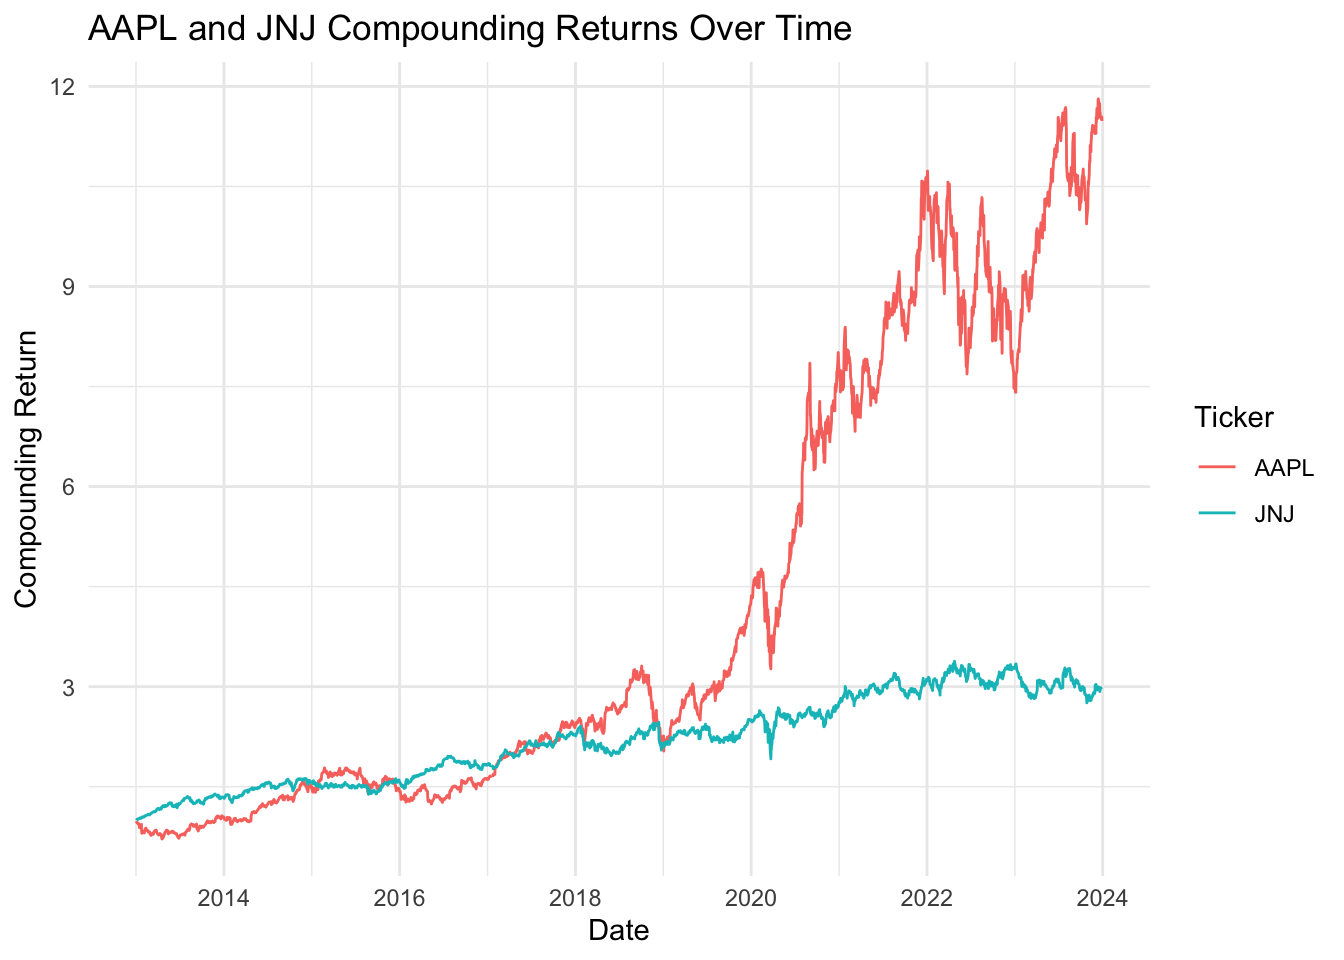 AAPL and JNJ Compounding Returns Over Time
12
9
6
3
Compounding Return
2014
2016
2018
2020
2022
2024
Date
Ticker
AAPL
JNJ